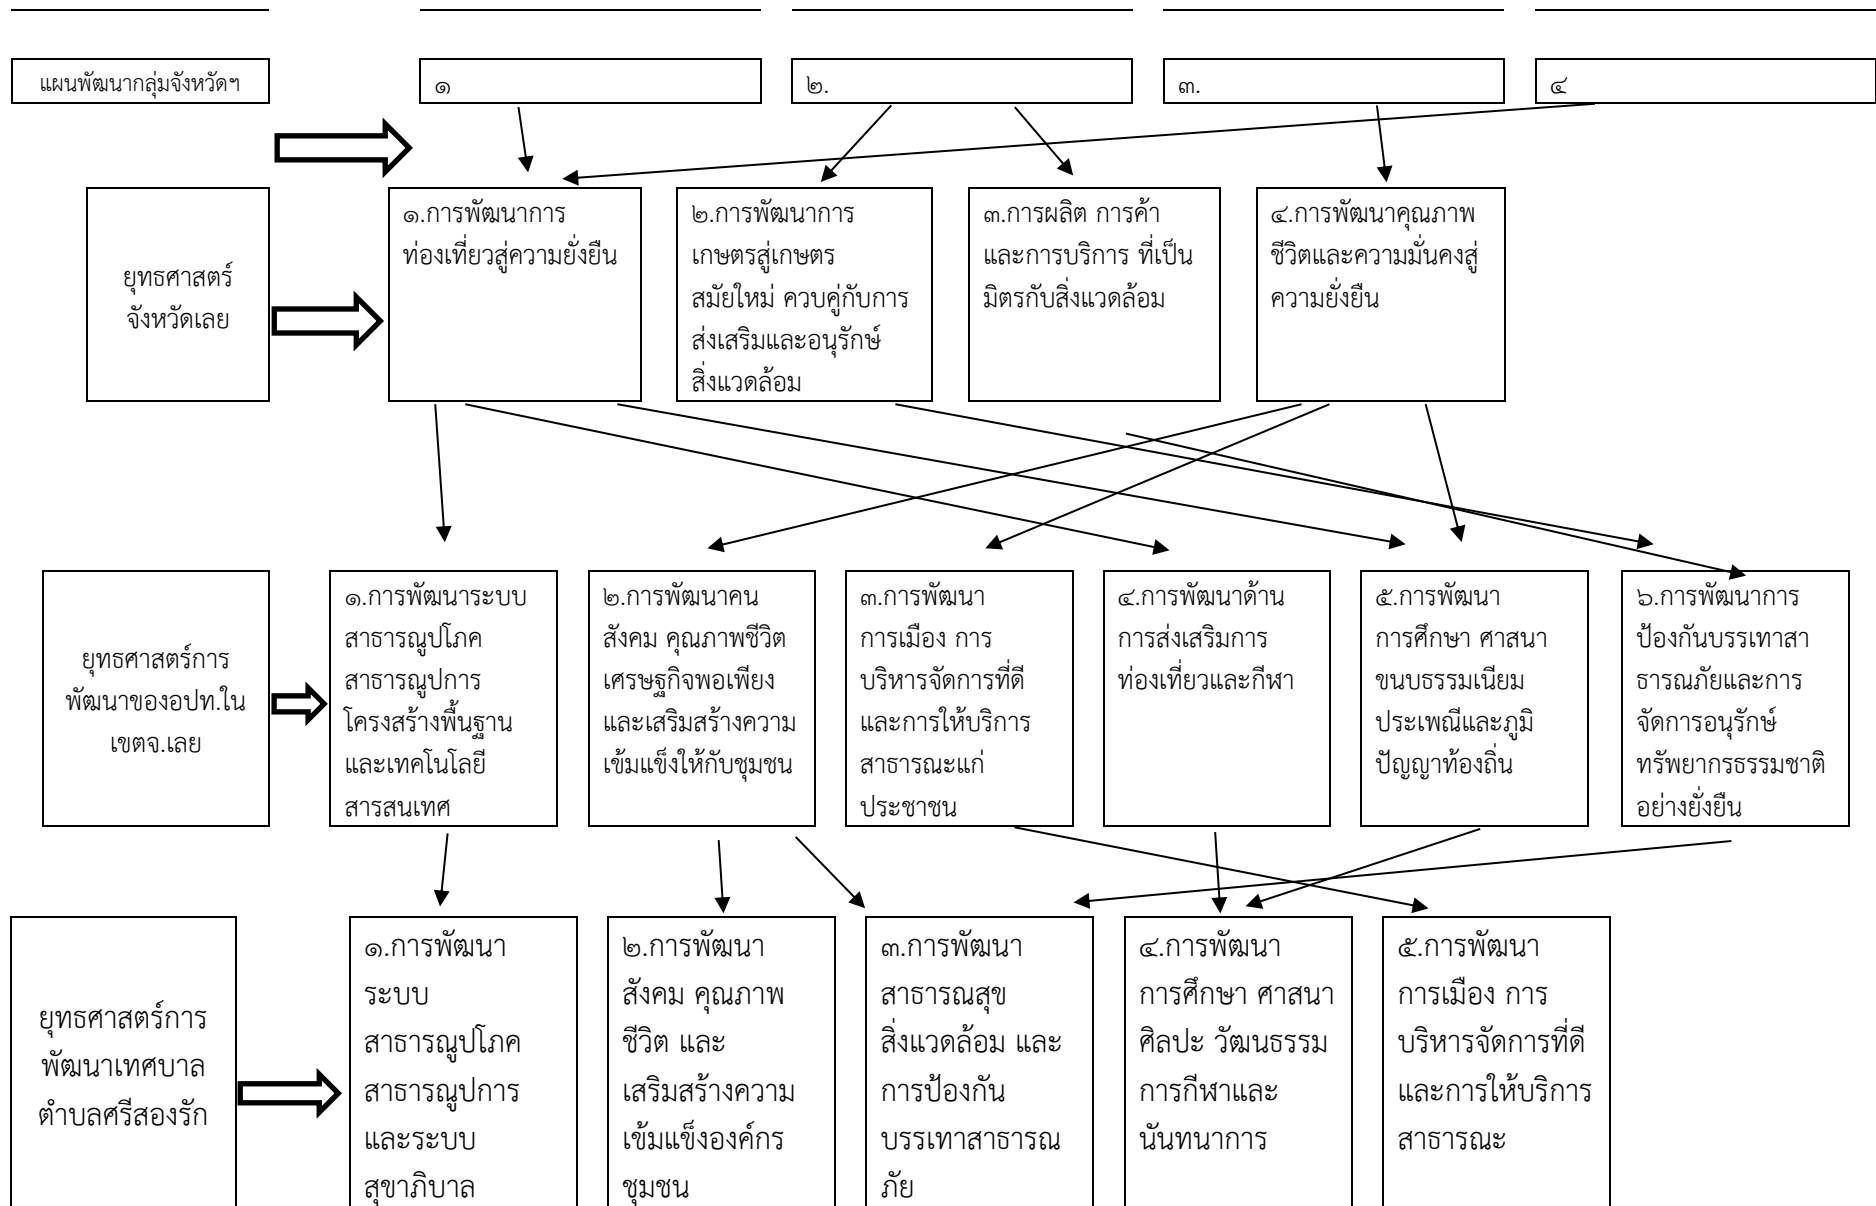 แผนพัฒนากลุ่มจังหวัดฯ
๑
๒.
๓.
๔
ยุทธศาสตร์
จังหวัดเลย
๑.การพัฒนาการ
ท่องเที่ยวสู่ความยั่งยืน
๒.การพัฒนาการ
เกษตรสู่เกษตร
สมัยใหม่ ควบคู่กับการ
ส่งเสริมและอนุรักษ์
สิ่งแวดล้อม
๓.การผลิต การค้า
และการบริการ ที่เป็น
มิตรกับสิ่งแวดล้อม
๔.การพัฒนาคุณภาพ
ชีวิตและความมั่นคงสู่
ความยั่งยืน
ยุทธศาสตร์การ
พัฒนาของอปท.ใน
เขตจ.เลย
๑.การพัฒนาระบบ
สาธารณูปโภค
สาธารณูปการ
โครงสร้างพื้นฐาน
และเทคโนโลยี
สารสนเทศ
๒.การพัฒนาคน
สังคม คุณภาพชีวิต
เศรษฐกิจพอเพียง
และเสริมสร้างความ
เข้มแข็งให้กับชุมชน
๓.การพัฒนา
การเมือง การ
บริหารจัดการที่ดี
และการให้บริการ
สาธารณะแก่
ประชาชน
๔.การพัฒนาด้าน
การส่งเสริมการ
ท่องเที่ยวและกีฬา
๕.การพัฒนา
การศึกษา ศาสนา
ขนบธรรมเนียม
ประเพณีและภูมิ
ปัญญาท้องถิ่น
๖.การพัฒนาการ
ป้องกันบรรเทาสา
ธารณภัยและการ
จัดการอนุรักษ์
ทรัพยากรธรรมชาติ
อย่างยั่งยืน
ยุทธศาสตร์การ
พัฒนาเทศบาล
ตำบลศรีสองรัก
๑.การพัฒนา
ระบบ
สาธารณูปโภค
สาธารณูปการ
และระบบ
สุขาภิบาล
๒.การพัฒนา
สังคม คุณภาพ
ชีวิต และ
เสริมสร้างความ
เข้มแข็งองค์กร
ชุมชน
๓.การพัฒนา
สาธารณสุข
สิ่งแวดล้อม และ
การป้องกัน
บรรเทาสาธารณ
ภัย
๔.การพัฒนา
การศึกษา ศาสนา
ศิลปะ วัฒนธรรม
การกีฬาและ
นันทนาการ
๕.การพัฒนา
การเมือง การ
บริหารจัดการที่ดี
และการให้บริการ
สาธารณะ